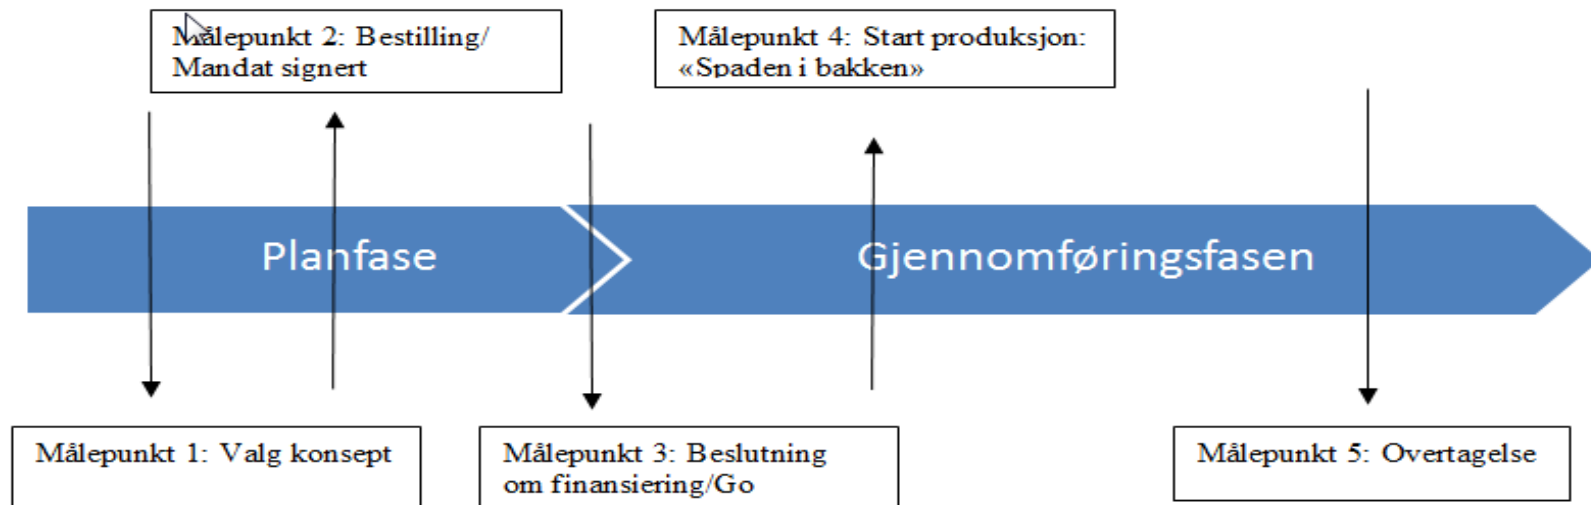 Målepunkt 2: Bestilling/
Mandat signert
Målepunkt 4: Start produksjon:
«Spaden i bakken»
Planfase
Gjennomføringsfasen
Målepunkt 1: Valg konsept
Målepunkt 3: Beslutning
om finansiering/Go
Målepunkt 5: Overtagelse